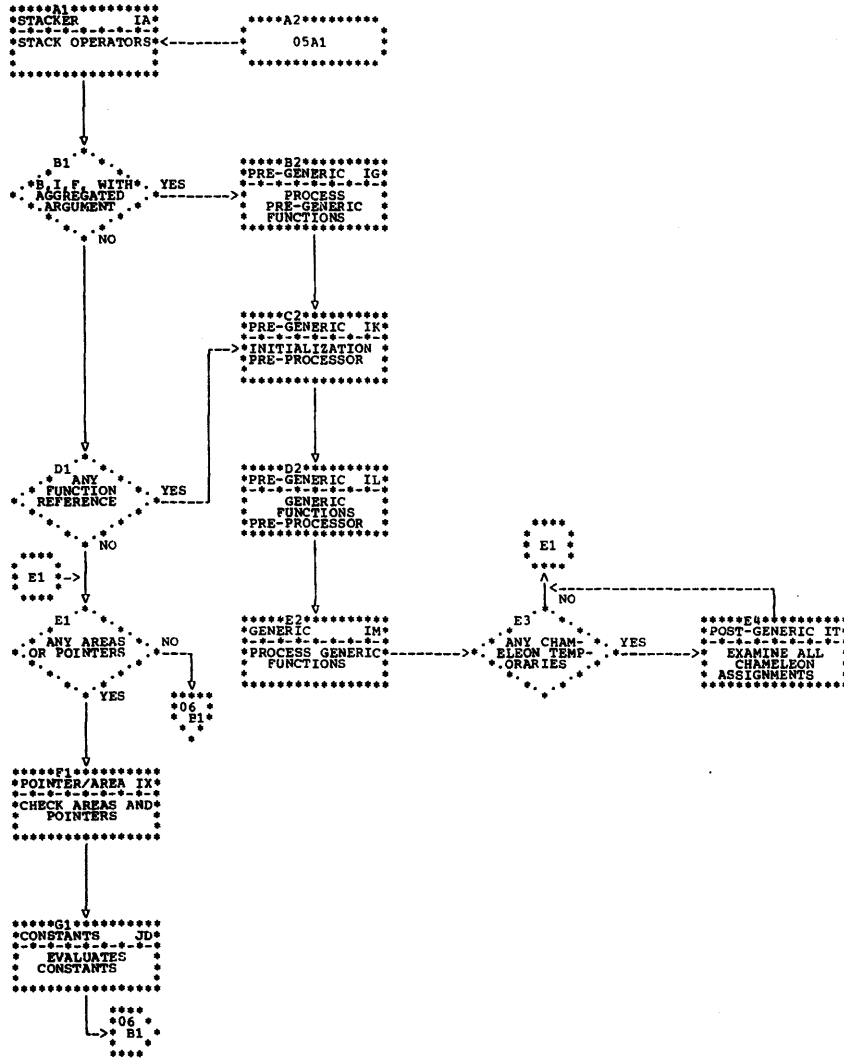 A1
STACKER IA
STACK OPERATORS
A2
05A1
B1
B.I.F. WITH
AGGREGATED
ARGUMENT
YES
NO
B2
PRE-GENERIC IG
PROCESS
PRE-GENERIC
FUNCTIONS
C2
PRE-GENERIC IK
INITIALIZATION
PRE-PROCESSOR
D1
ANY
FUNCTION
REFERENCE
YES
NO
D2
PRE-GENERIC IL
GENERIC
FUNCTIONS
PRE-PROCESSOR
E1
E1
E1
ANY AREAS
OR POINTERS
NO
YES
06
B1
E2
GENERIC IM
PROCESS GENERIC
FUNCTIONS
E3
ANY CHAM-
ELEON TEMP-
ORARIES
NO
YES
E4
POST-GENERIC IT
EXAMINE ALL
CHAMELEON
ASSIGNMENTS
F1
POINTER/AREA IX
CHECK AREAS AND
POINTERS
G1
CONSTANTS JD
EVALUATES
CONSTANTS
06
B1